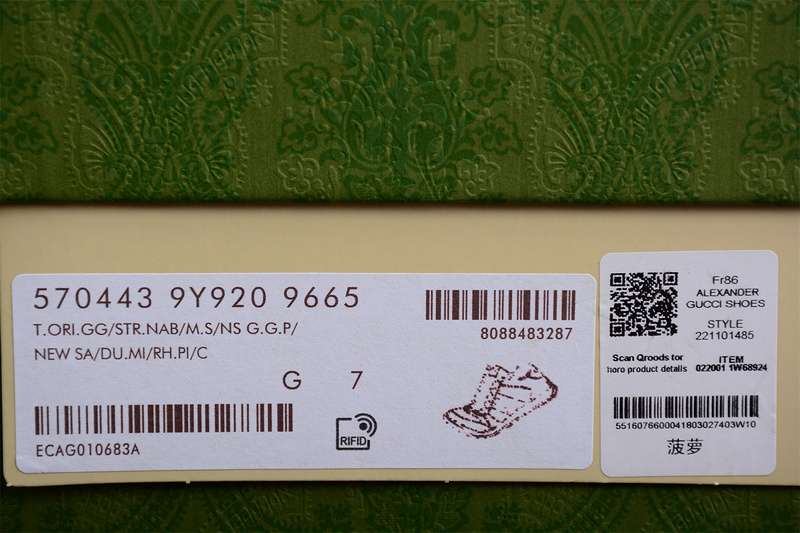 570443 9Y920 9665
T.ORI.GG/STR.NAB/M.S/NS G.G.P/
NEW SA/DU.MI/RH.PI/C
8088483287
G 7
RIFID
ECAG010683A
Fr86
ALEXANDER
GUCCI SHOES
STYLE
221101485
Scan Qroods tor
horo product details
ITEM
022001 1W68924
5516076600041803027403W10
菠萝